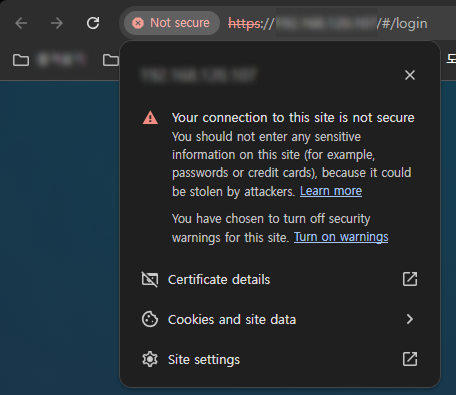 Not secure
https:// /#/login
Your connection to this site is not secure
You should not enter any sensitive
information on this site (for example,
passwords or credit cards), because it could
be stolen by attackers. Learn more
You have chosen to turn off security
warnings for this site. Turn on warnings
Certificate details
Cookies and site data
Site settings